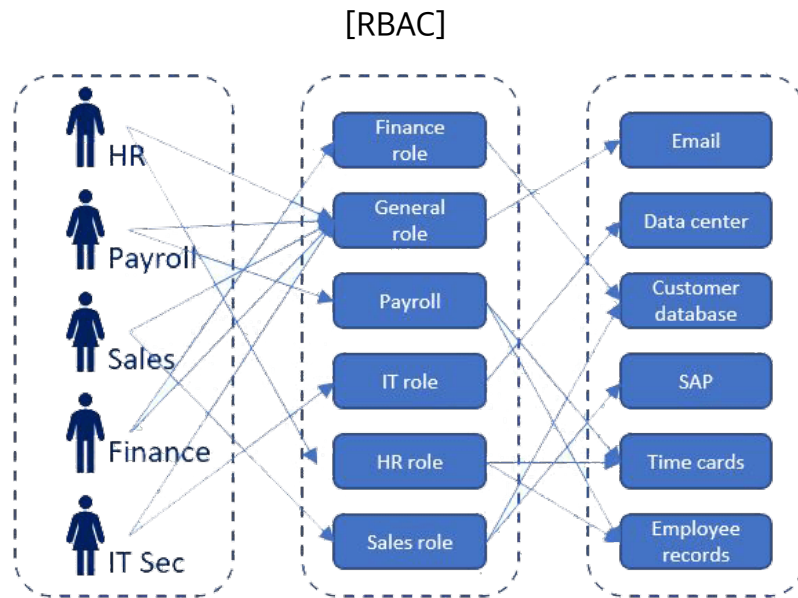 [RBAC]
HR
Payroll
Sales
Finance
IT Sec
Finance
role
General
role
Payroll
IT role
HR role
Sales role
Email
Data center
Customer
database
SAP
Time cards
Employee
records